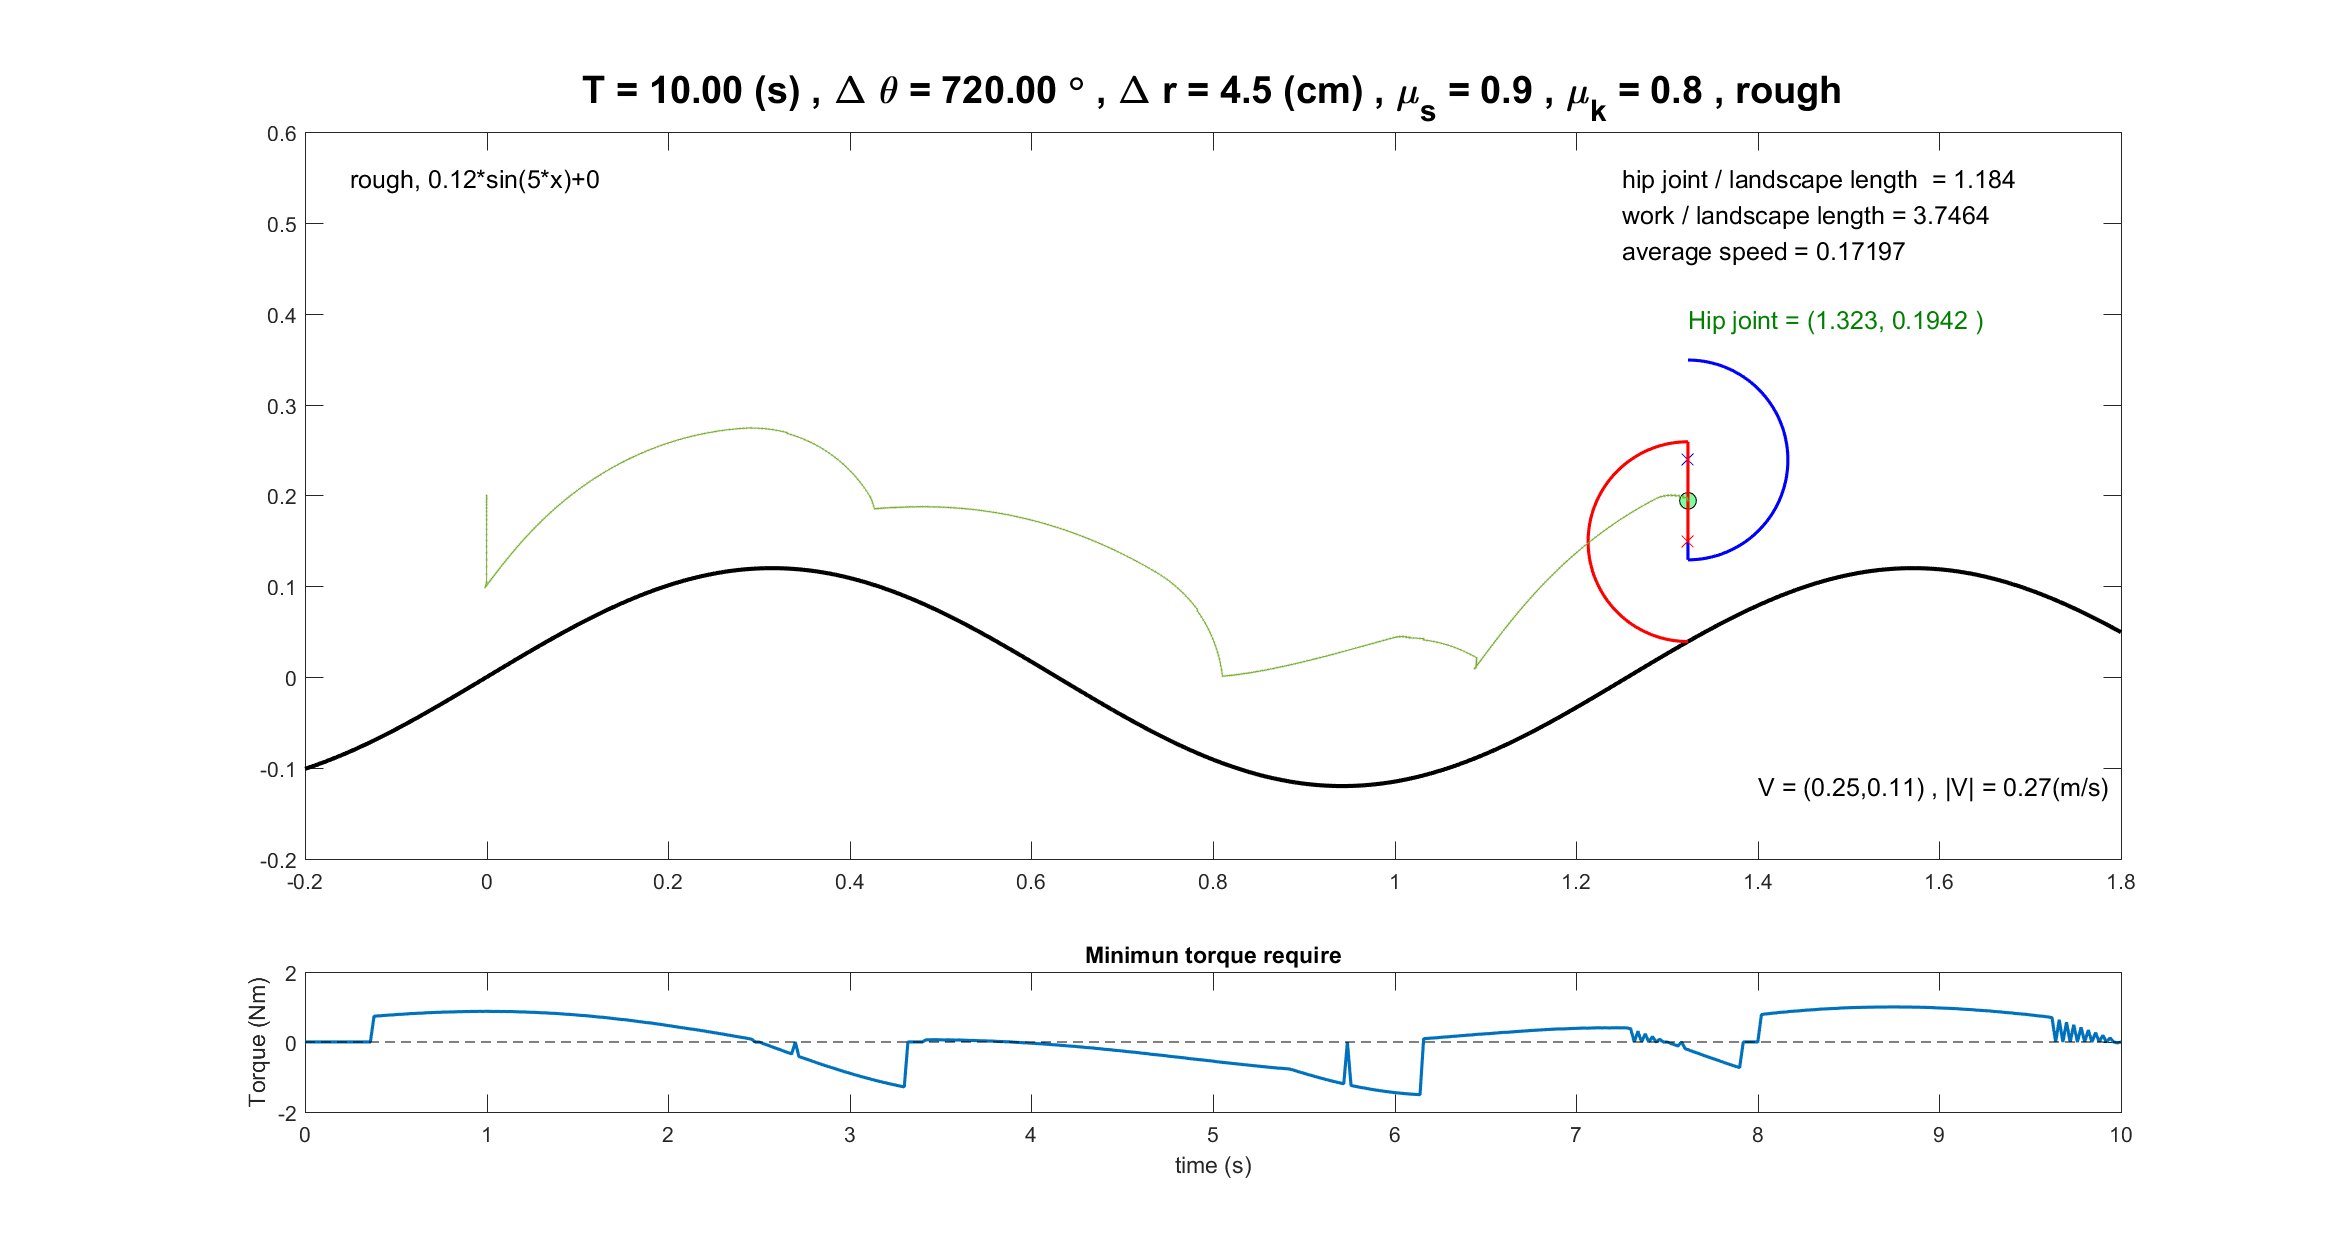 T = 10.00 (s) , Δ θ = 720.00 ° , Δ r = 4.5 (cm) , μs = 0.9 , μk = 0.8 , rough
0.6
0.5
0.4
0.3
0.2
0.1
0
-0.1
-0.2
rough, 0.12*sin(5*x)+0
hip joint / landscape length = 1.184
work / landscape length = 3.7464
average speed = 0.17197
Hip joint = (1.323, 0.1942 )
V = (0.25,0.11) , |V| = 0.27(m/s)
-0.2 0 0.2 0.4 0.6 0.8 1 1.2 1.4 1.6 1.8
Minimun torque require
Torque (Nm)
2
0
-2
0 1 2 3 4 5 6 7 8 9 10
time (s)